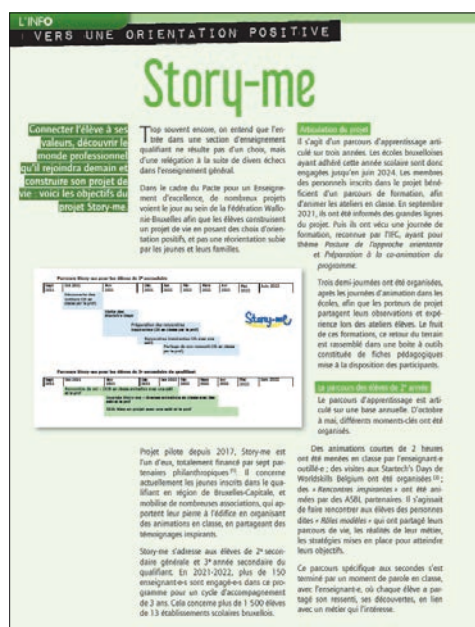 L'INFO
VERS UNE ORIENTATION POSITIVE
Story-me
Connecter l'élève à ses
valeurs, découvrir le
monde professionnel
qu'il rejoindra demain et
construire son projet de
vie : voici les objectifs du
projet Story-me.
Trop souvent encore, on entend que l'en-
trée dans une section d'enseignement
qualifiant ne résulte pas d'un choix, mais
d'une relégation à la suite de divers échecs
dans l'enseignement général.
Dans le cadre du Pacte pour un Enseigne-
ment d'excellence, de nombreux projets
voient le jour au sein de la Fédération Wallo-
nie-Bruxelles afin que les élèves construisent
un projet de vie en posant des choix d'orien-
tation positifs, et pas une réorientation subie
par les jeunes et leurs familles.
Parcours Story-me pour les élèves de 2e secondaire
Story-me
Parcours Story-me pour les élèves de 3e secondaire de qualifiant
Projet pilote depuis 2017, Story-me est
l'un d'eux, totalement financé par sept par-
tenaires philanthropiques (1). Il concerne
actuellement les jeunes inscrits dans le qua-
lifiant en région de Bruxelles-Capitale, et
mobilise de nombreuses associations, qui ap-
portent leur pierre à l'édifice en organisant
des animations en classe, en partageant des
témoignages inspirants.
Story-me s'adresse aux élèves de 2e secon-
daire générale et 3e année secondaire du
qualifiant. En 2021-2022, plus de 150
enseignant·e·s sont engagé·e·s dans ce pro-
gramme pour un cycle d'accompagnement
de 3 ans. Cela concerne plus de 1 500 élèves
de 13 établissements scolaires bruxellois.
Articulation du projet
Il s'agit d'un parcours d'apprentissage arti-
culé sur trois années. Les écoles bruxelloises
ayant adhéré cette année scolaire sont donc
engagées jusqu'en juin 2024. Les membres
des personnels inscrits dans le projet béné-
ficient d'un parcours de formation, afin
d'animer les ateliers en classe. En septembre
2021, ils ont été informés des grandes lignes
du projet. Puis ils ont vécu une journée de
formation, reconnue par l'IFC, ayant pour
thème Posture de l'approche orientante
et Préparation à la co-animation du
programme.
Trois demi-journées ont été organisées,
après les journées d'animation dans les
écoles, afin que les porteurs de projet
partagent leurs observations et expé-
rience lors des ateliers élèves. Le fruit
de ces formations, ce retour du terrain
est rassemblé dans une boite à outils
constituée de fiches pédagogiques
mise à la disposition des participants.
Le parcours des élèves de 2e année
Le parcours d'apprentissage est arti-
culé sur une base annuelle. D'octobre
à mai, différents moments-clés ont été
organisés.
Des animations courtes de 2 heures
ont été menées en classe par l'enseignant·e
outillé·e ; des visites aux Startech's Days de
Worldskills Belgium ont été organisées (2) ;
des « Rencontres inspirantes » ont été ani-
mées par des ASBL partenaires. Il s'agissait
de faire rencontrer aux élèves des personnes
dites « Rôles modèles » qui ont partagé leurs
parcours de vie, les réalités de leur métier,
les stratégies mises en place pour atteindre
leurs objectifs.
Ce parcours spécifique aux secondes s'est
terminé par un moment de parole en classe,
avec l'enseignant·e, où chaque élève a par-
tagé son ressenti, ses découvertes, en lien
avec un métier qui l'intéresse.